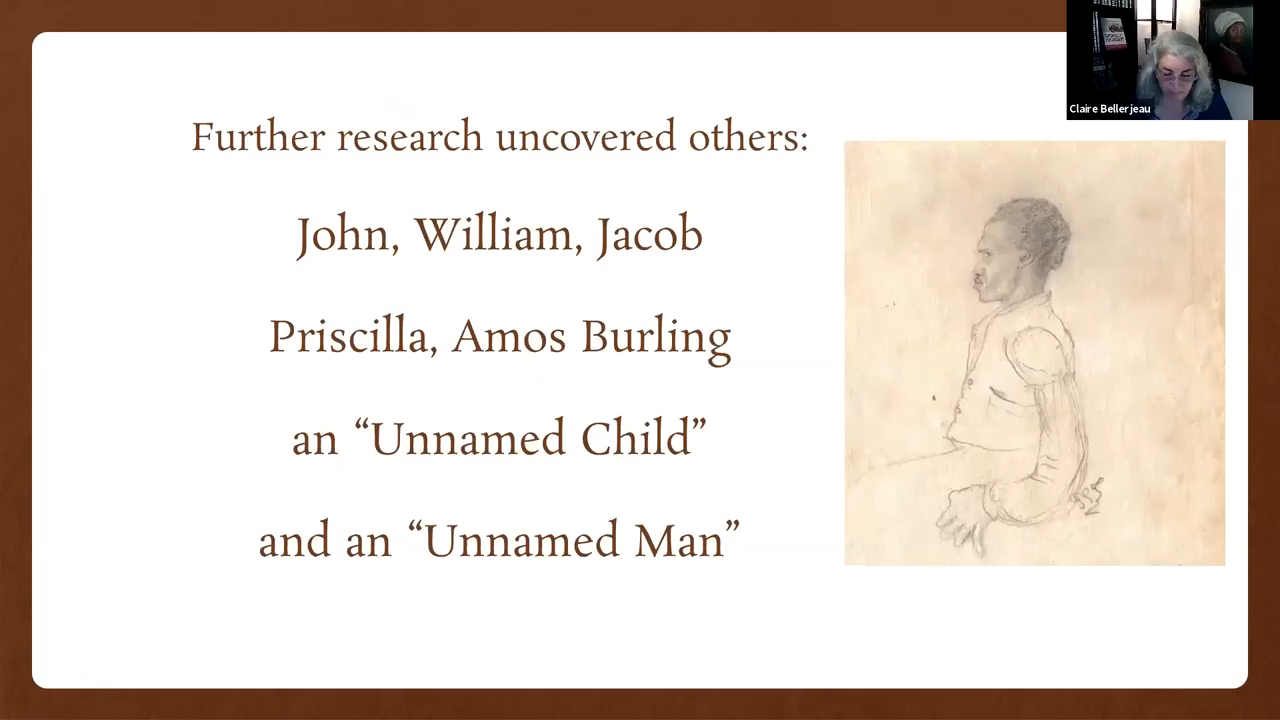 Further research uncovered others:
John, William, Jacob
Priscilla, Amos Burling
an “Unnamed Child”
and an “Unnamed Man”
Claire Bellerjeau